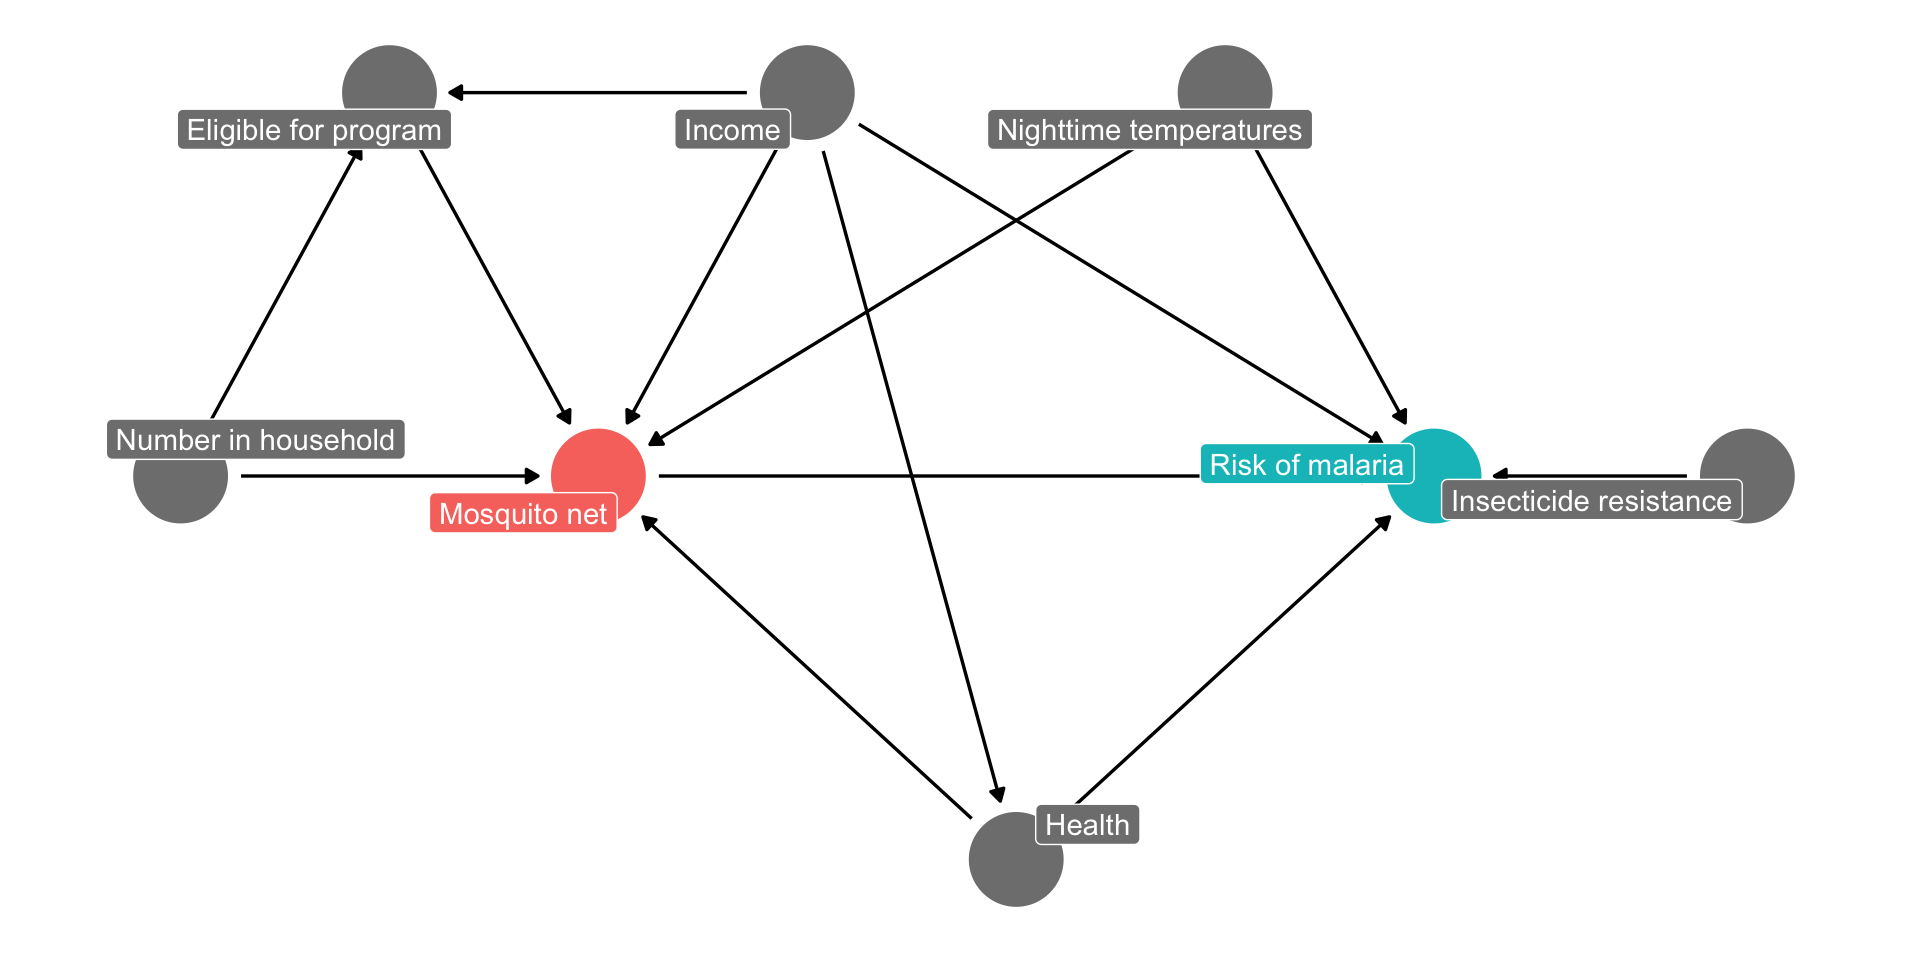 Eligible for program
Income
Nighttime temperatures
Number in household
Risk of malaria
Insecticide resistance
Mosquito net
Health